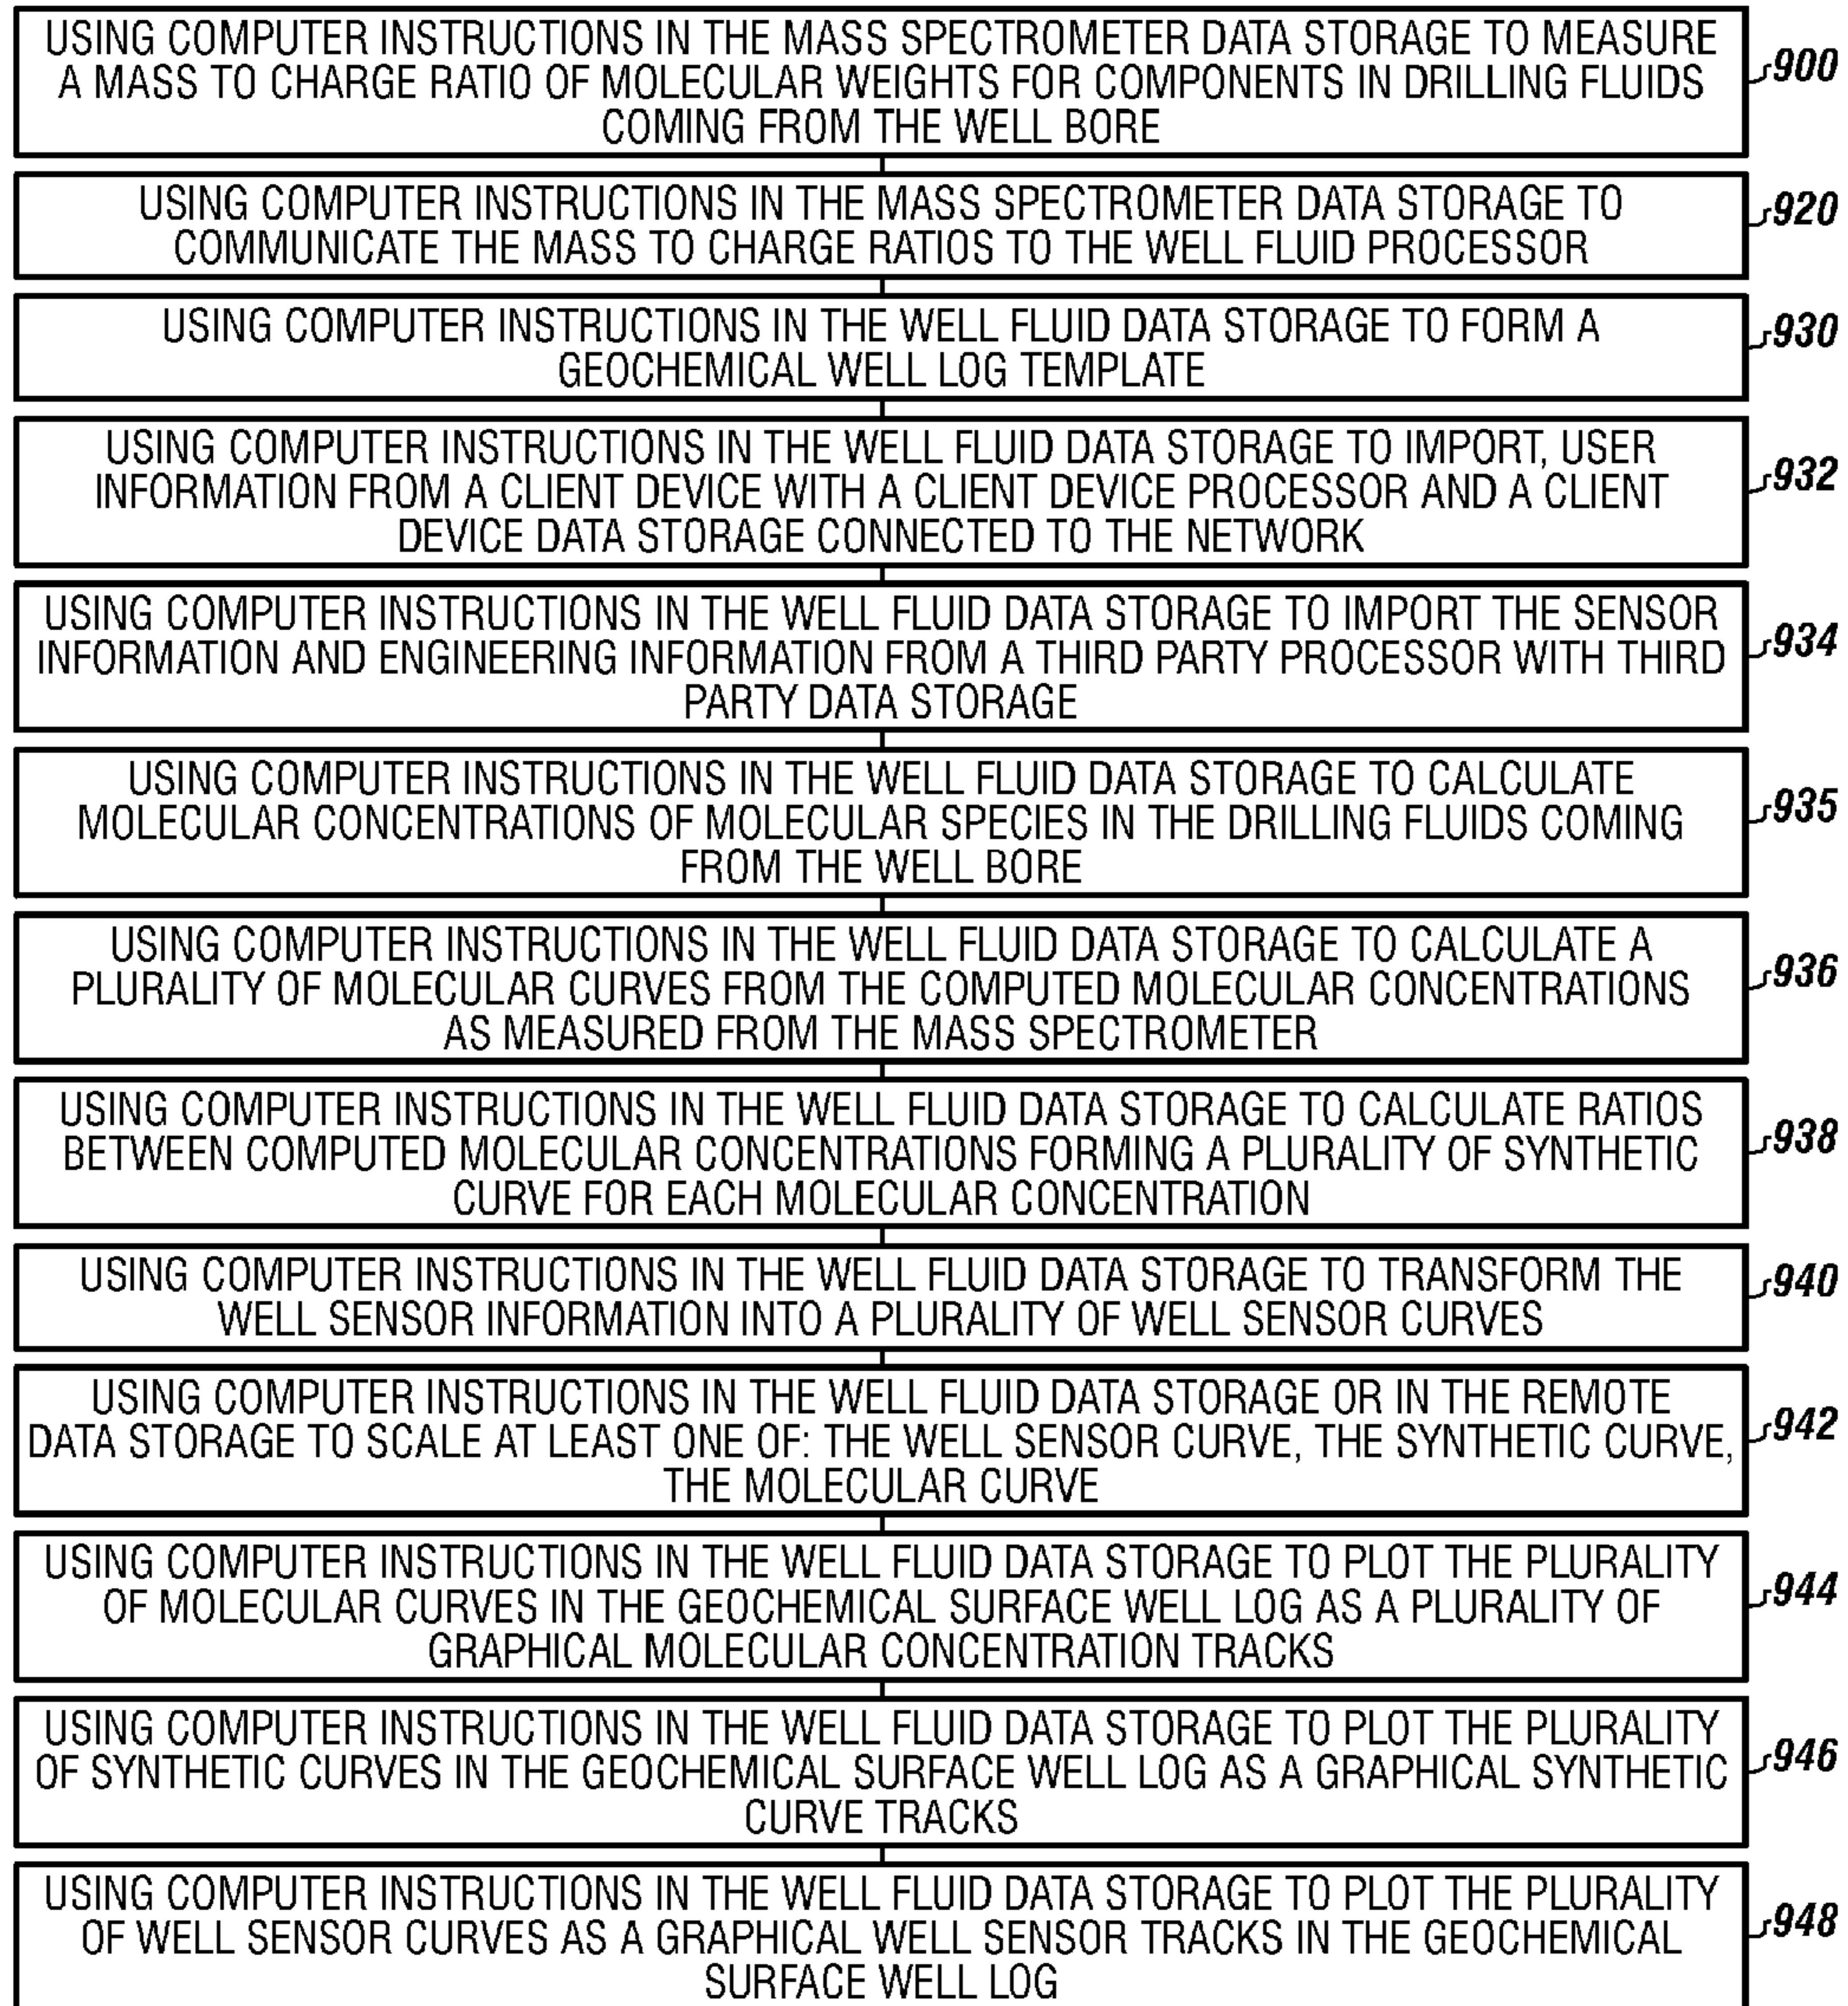 USING COMPUTER INSTRUCTIONS IN THE MASS SPECTROMETER DATA STORAGE TO MEASURE
A MASS TO CHARGE RATIO OF MOLECULAR WEIGHTS FOR COMPONENTS IN DRILLING FLUIDS
COMING FROM THE WELL BORE
900
USING COMPUTER INSTRUCTIONS IN THE MASS SPECTROMETER DATA STORAGE TO
COMMUNICATE THE MASS TO CHARGE RATIOS TO THE WELL FLUID PROCESSOR
920
USING COMPUTER INSTRUCTIONS IN THE WELL FLUID DATA STORAGE TO FORM A
GEOCHEMICAL WELL LOG TEMPLATE
930
USING COMPUTER INSTRUCTIONS IN THE WELL FLUID DATA STORAGE TO IMPORT, USER
INFORMATION FROM A CLIENT DEVICE WITH A CLIENT DEVICE PROCESSOR AND A CLIENT
DEVICE DATA STORAGE CONNECTED TO THE NETWORK
932
USING COMPUTER INSTRUCTIONS IN THE WELL FLUID DATA STORAGE TO IMPORT THE SENSOR
INFORMATION AND ENGINEERING INFORMATION FROM A THIRD PARTY PROCESSOR WITH THIRD
PARTY DATA STORAGE
934
USING COMPUTER INSTRUCTIONS IN THE WELL FLUID DATA STORAGE TO CALCULATE
MOLECULAR CONCENTRATIONS OF MOLECULAR SPECIES IN THE DRILLING FLUIDS COMING
FROM THE WELL BORE
935
USING COMPUTER INSTRUCTIONS IN THE WELL FLUID DATA STORAGE TO CALCULATE A
PLURALITY OF MOLECULAR CURVES FROM THE COMPUTED MOLECULAR CONCENTRATIONS
AS MEASURED FROM THE MASS SPECTROMETER
936
USING COMPUTER INSTRUCTIONS IN THE WELL FLUID DATA STORAGE TO CALCULATE RATIOS
BETWEEN COMPUTED MOLECULAR CONCENTRATIONS FORMING A PLURALITY OF SYNTHETIC
CURVE FOR EACH MOLECULAR CONCENTRATION
938
USING COMPUTER INSTRUCTIONS IN THE WELL FLUID DATA STORAGE TO TRANSFORM THE
WELL SENSOR INFORMATION INTO A PLURALITY OF WELL SENSOR CURVES
940
USING COMPUTER INSTRUCTIONS IN THE WELL FLUID DATA STORAGE OR IN THE REMOTE
DATA STORAGE TO SCALE AT LEAST ONE OF: THE WELL SENSOR CURVE, THE SYNTHETIC CURVE,
THE MOLECULAR CURVE
942
USING COMPUTER INSTRUCTIONS IN THE WELL FLUID DATA STORAGE TO PLOT THE PLURALITY
OF MOLECULAR CURVES IN THE GEOCHEMICAL SURFACE WELL LOG AS A PLURALITY OF
GRAPHICAL MOLECULAR CONCENTRATION TRACKS
944
USING COMPUTER INSTRUCTIONS IN THE WELL FLUID DATA STORAGE TO PLOT THE PLURALITY
OF SYNTHETIC CURVES IN THE GEOCHEMICAL SURFACE WELL LOG AS A GRAPHICAL SYNTHETIC
CURVE TRACKS
946
USING COMPUTER INSTRUCTIONS IN THE WELL FLUID DATA STORAGE TO PLOT THE PLURALITY
OF WELL SENSOR CURVES AS A GRAPHICAL WELL SENSOR TRACKS IN THE GEOCHEMICAL
SURFACE WELL LOG
948